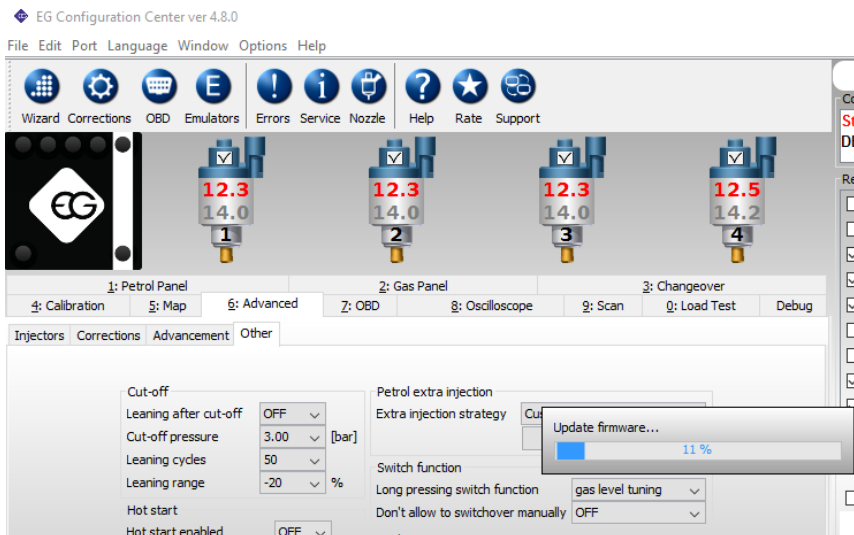 EG Configuration Center ver 4.8.0
File Edit Port Language Window Options Help
Wizard Corrections OBD Emulators Errors Service Nozzle Help Rate Support
EG
12.3 12.3 12.3 12.5
14.0 14.0 14.0 14.2
1 2 3 4
1: Petrol Panel 2: Gas Panel 3: Changeover
4: Calibration 5: Map 6: Advanced 7: OBD 8: Oscilloscope 9: Scan 0: Load Test Debug
Injectors Corrections Advancement Other
Cut-off
Leaning after cut-off OFF
Cut-off pressure 3.00 [bar]
Leaning cycles 50
Leaning range -20 %
Hot start
Hot start enabled OFF
Petrol extra injection
Extra injection strategy
Update firmware...
11 %
Switch function
Long pressing switch function gas level tuning
Don't allow to switchover manually OFF